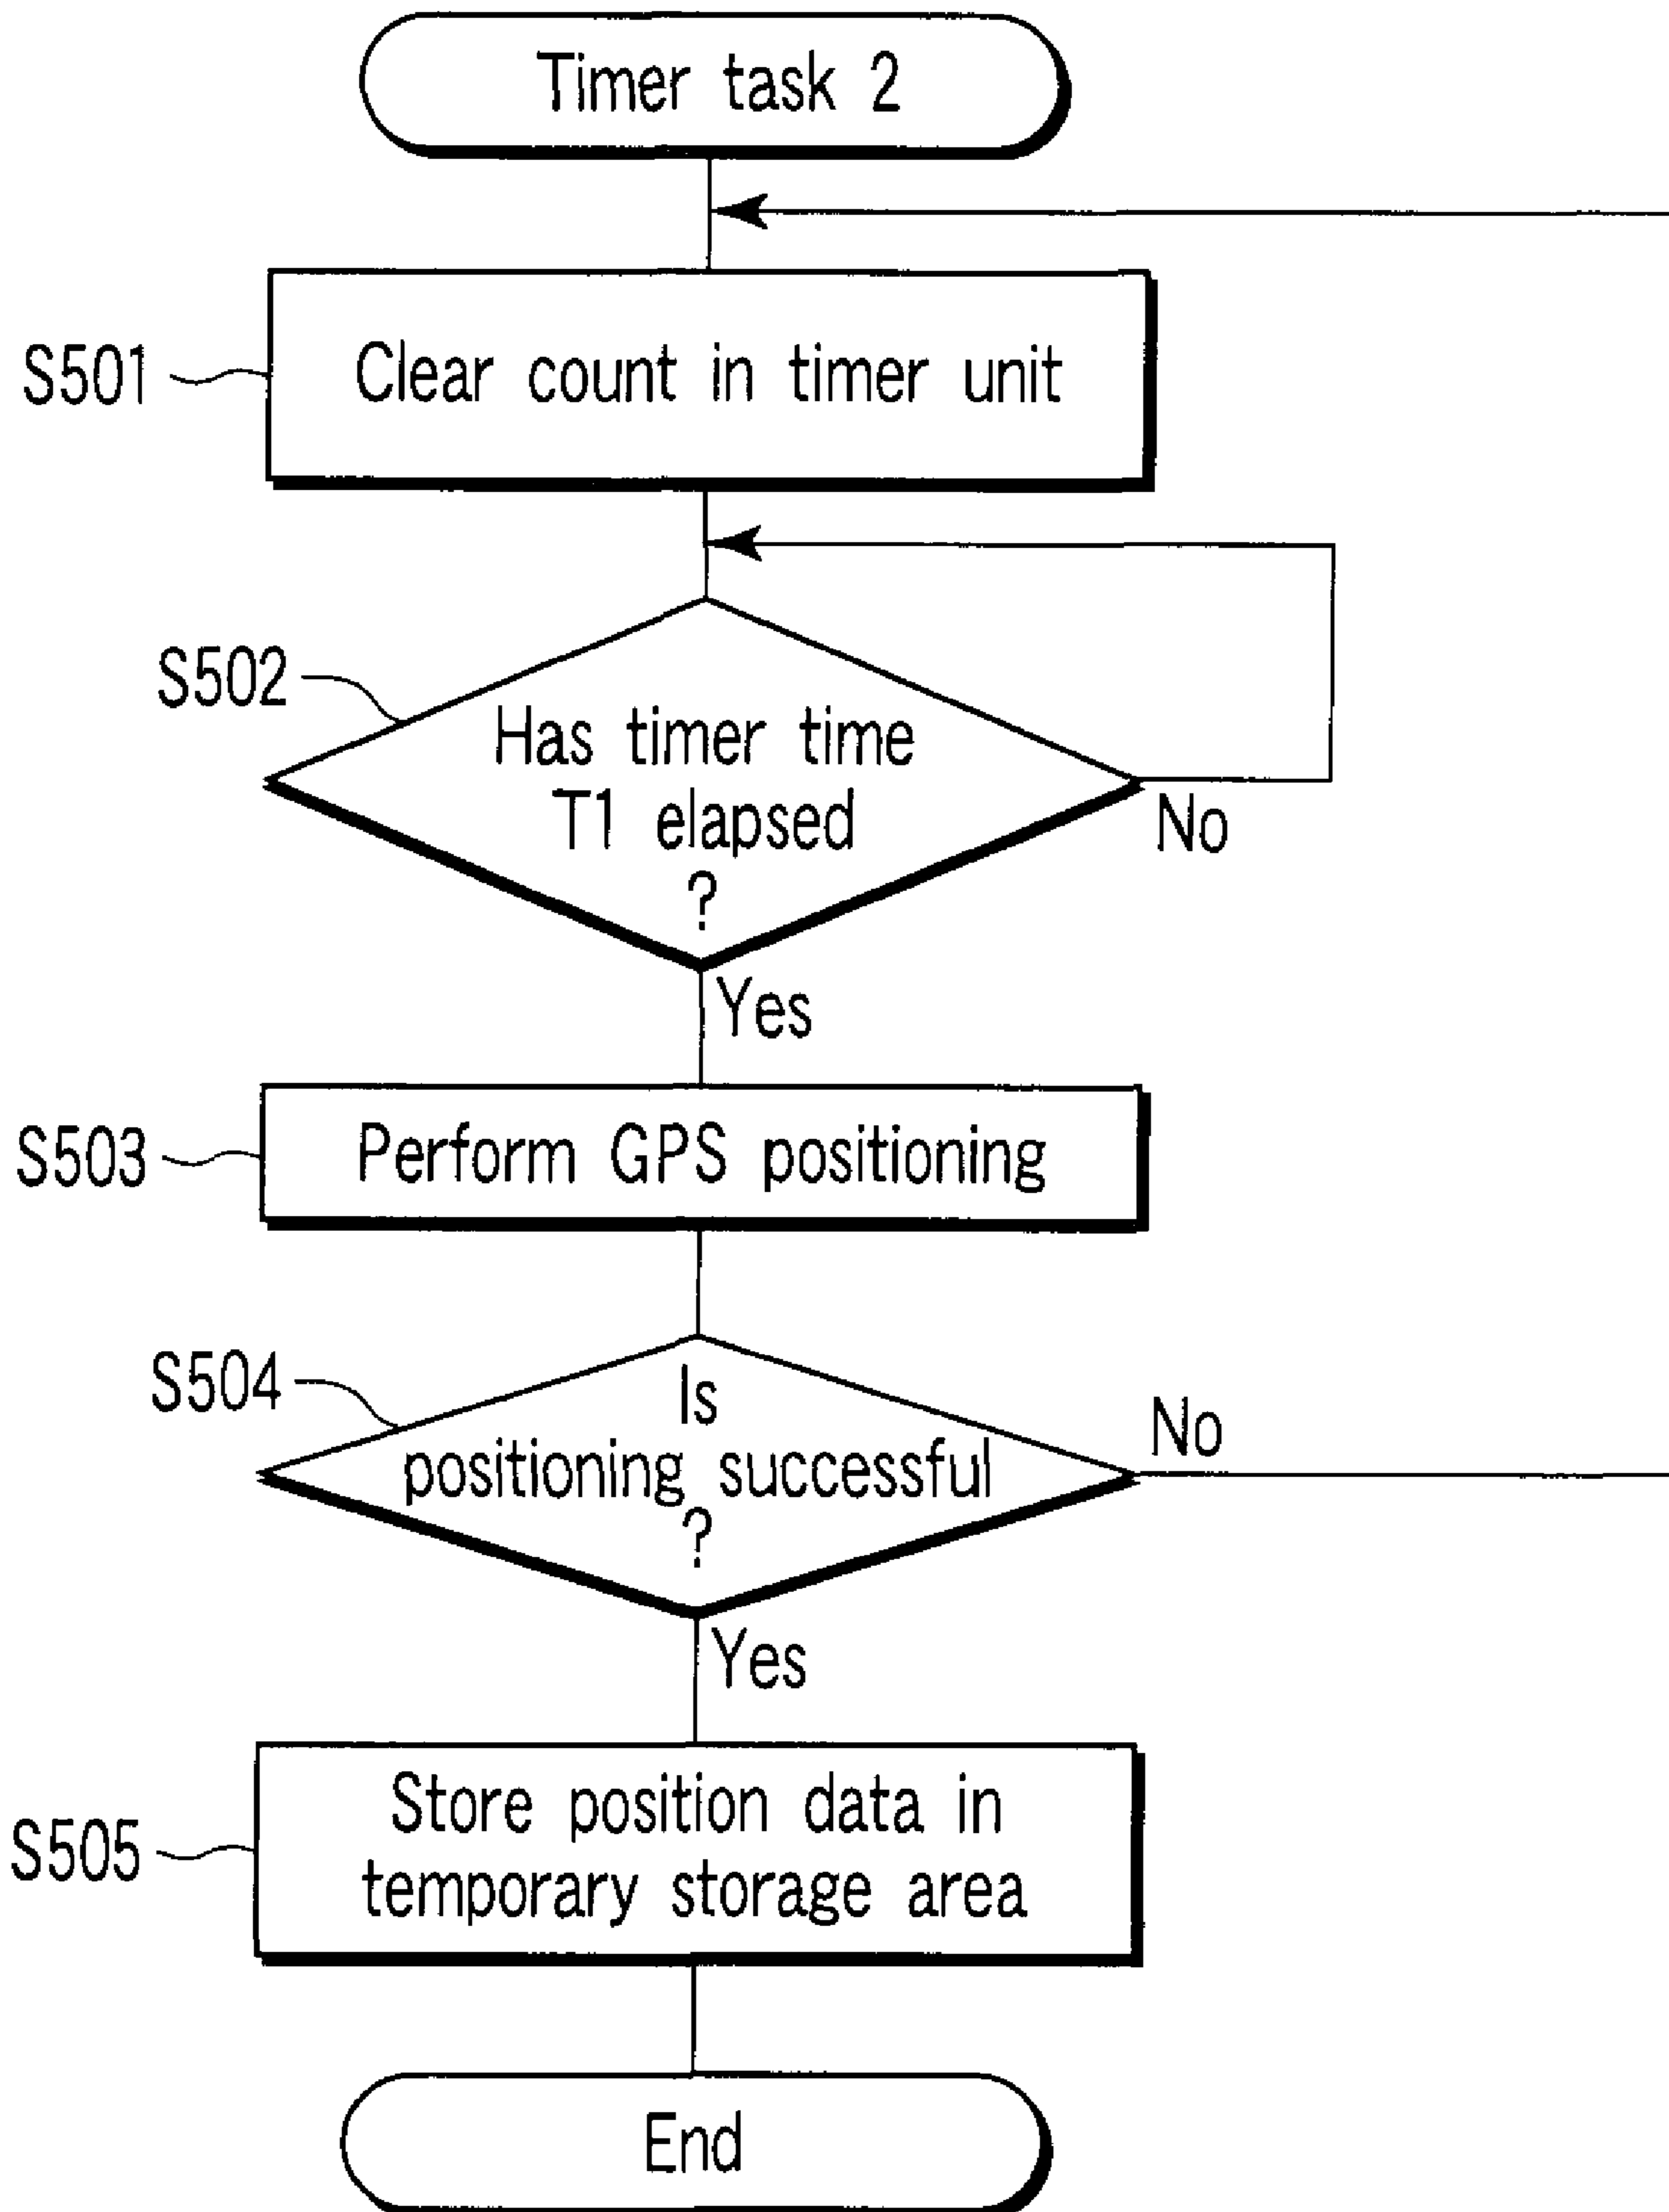 Timer task 2
S501
Clear count in timer unit
S502
Has timer time
T1 elapsed
?
No
Yes
S503
Perform GPS positioning
S504
Is
positioning successful
?
No
Yes
S505
Store position data in
temporary storage area
End